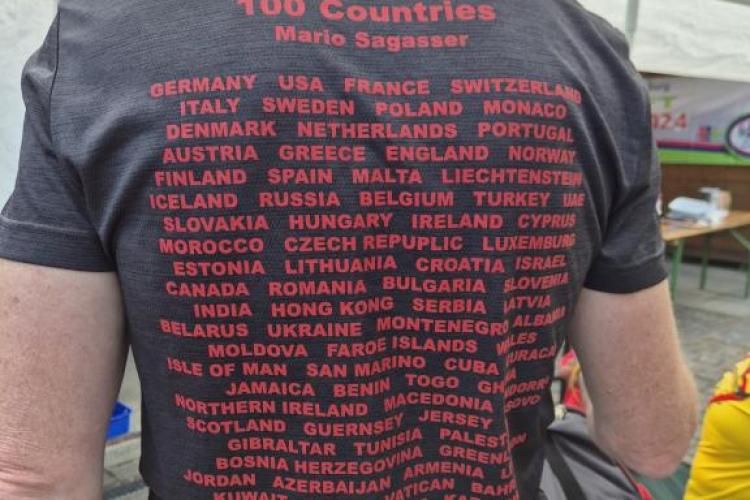 100 Countries
Mario Sagasser
GERMANY USA FRANCE SWITZERLAND
ITALY SWEDEN POLAND MONACO
DENMARK NETHERLANDS PORTUGAL
AUSTRIA GREECE ENGLAND NORWAY
FINLAND SPAIN MALTA LIECHTENSTEIN
ICELAND RUSSIA BELGIUM TURKEY UAE
SLOVAKIA HUNGARY IRELAND CYPRUS
MOROCCO CZECH REPUPLIC LUXEMBURG
ESTONIA LITHUANIA CROATIA ISRAEL
CANADA ROMANIA BULGARIA SLOVENIA
INDIA HONG KONG SERBIA LATVIA
BELARUS UKRAINE MONTENEGRO ALBANIA
MOLDOVA FAROE ISLANDS WALES
ISLE OF MAN SAN MARINO CUBA
JAMAICA BENIN TOGO
NORTHERN IRELAND MACEDONIA
SCOTLAND GUERNSEY JERSEY
GIBRALTAR TUNISIA
BOSNIA HERZEGOVINA
JORDAN AZERBAIJAN ARMENIA
KUWAIT VATICAN